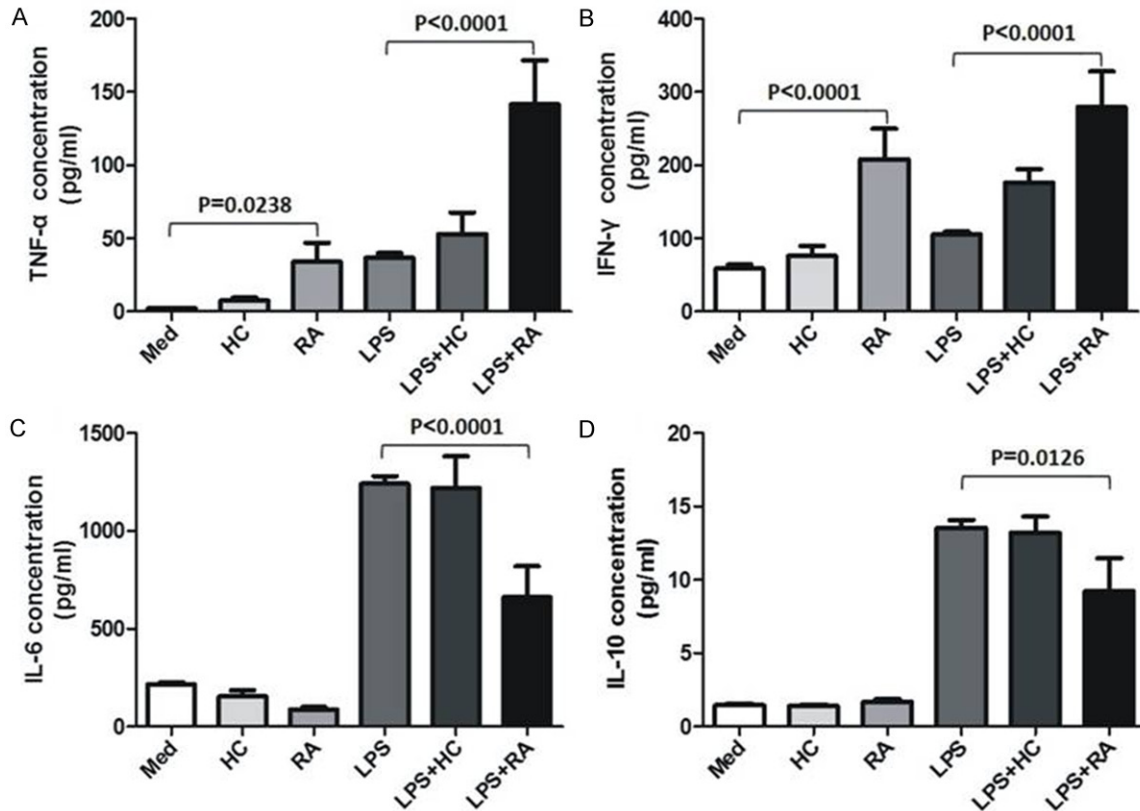 A
TNF-α concentration
(pg/ml)
200
150
100
50
0
P=0.0238
P<0.0001
Med
HC
RA
LPS
LPS+HC
LPS+RA
B
IFN-γ concentration
(pg/ml)
400
300
200
100
0
P<0.0001
P<0.0001
Med
HC
RA
LPS
LPS+HC
LPS+RA
C
IL-6 concentration
(pg/ml)
1500
1000
500
0
P<0.0001
Med
HC
RA
LPS
LPS+HC
LPS+RA
D
IL-10 concentration
(pg/ml)
20
15
10
5
0
P=0.0126
Med
HC
RA
LPS
LPS+HC
LPS+RA